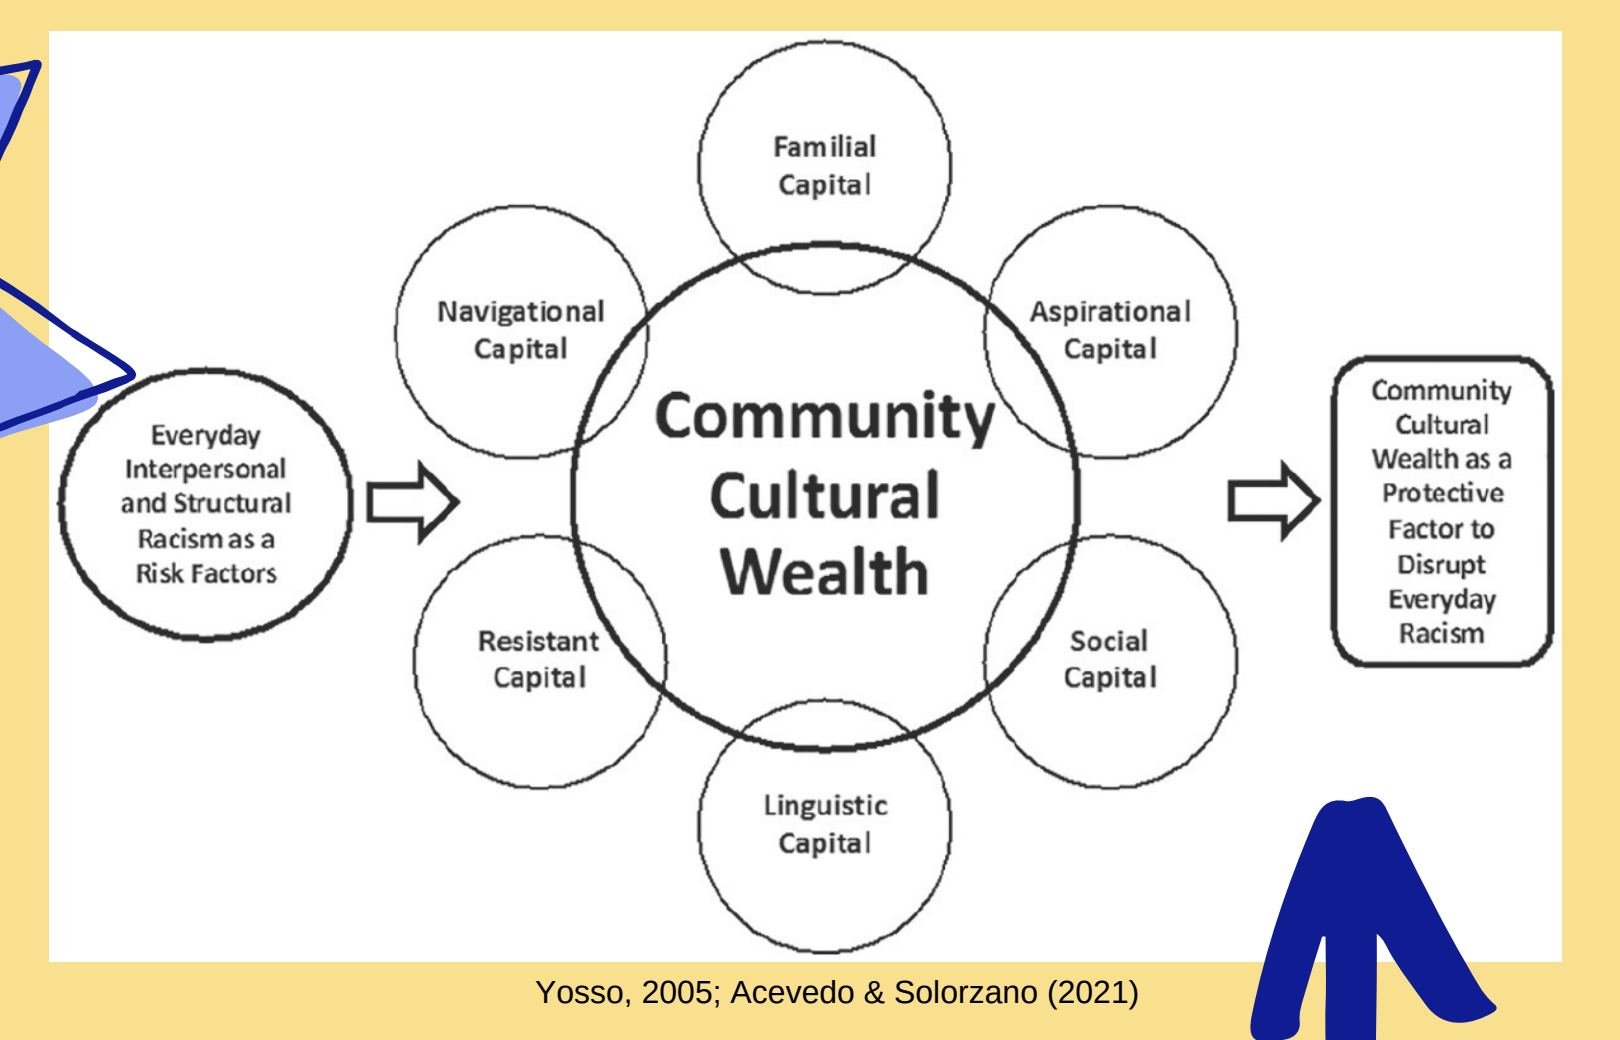 Familial
Capital
Navigational
Capital
Aspirational
Capital
Everyday
Interpersonal
and Structural
Racism as a
Risk Factors
Community
Cultural
Wealth
Community
Cultural
Wealth as a
Protective
Factor to
Disrupt
Everyday
Racism
Resistant
Capital
Social
Capital
Linguistic
Capital
Yosso, 2005; Acevedo & Solorzano (2021)